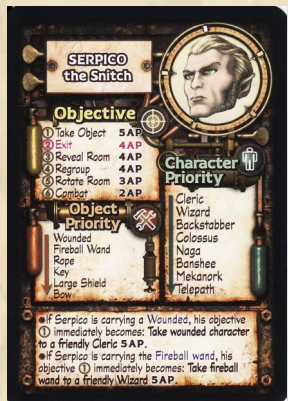 SERPICO
the Snitch
Objective
① Take Object 5AP
② Exit 4AP
③ Reveal Room 4AP
④ Regroup 4AP
⑤ Rotate Room 3AP
⑥ Combat 2AP
Object
Priority
Wounded
Fireball Wand
Rope
Key
Large Shield
Bow
Character
Priority
Cleric
Wizard
Backstabber
Colossus
Naga
Banshee
Mekanork
Telepath
•If Serpico is carrying a Wounded, his objective
① immediately becomes: Take wounded character
to a friendly Cleric 5AP.
•If Serpico is carrying the Fireball wand, his
objective ① immediately becomes: Take fireball
wand to a friendly Wizard 5AP.